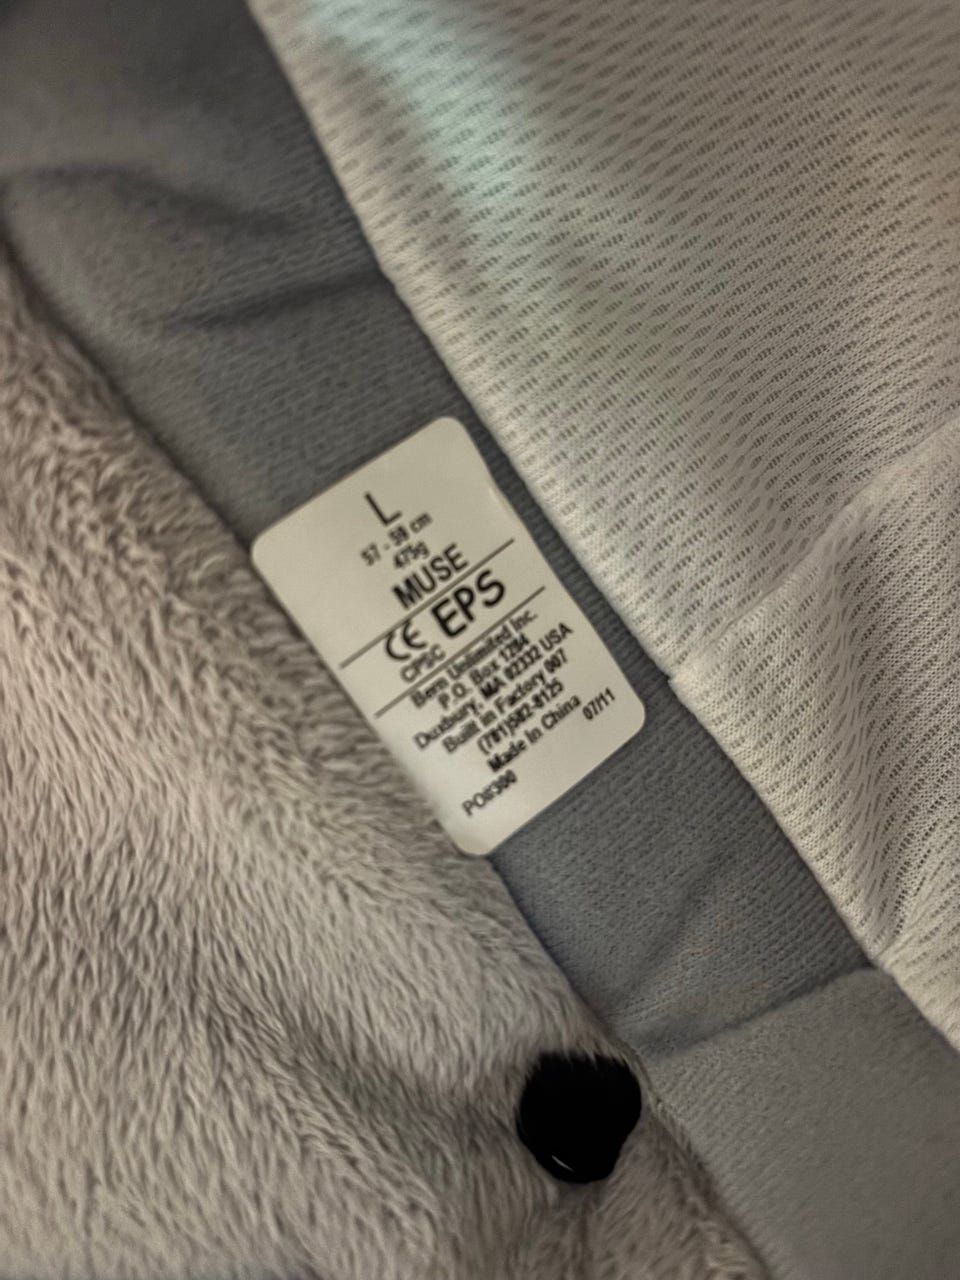 L
57 - 59 cm
475g
MUSE
CE EPS
CPSC
Bern Unlimited Inc.
P.O. Box 1284
Duxbury, MA 02332 USA
Built in Factory 007
(781)582-8125
Made In China
07/11